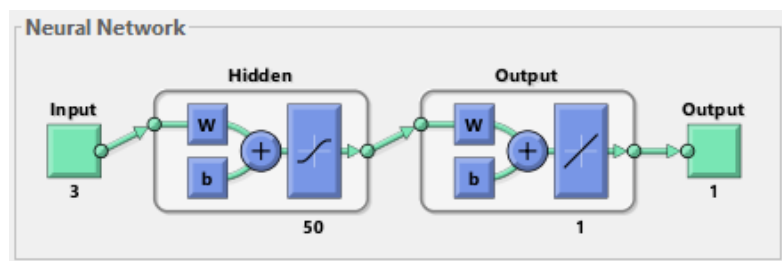 Neural Network
Hidden
Output
Input
W
b
+
W
b
+
Output
3
50
1
1